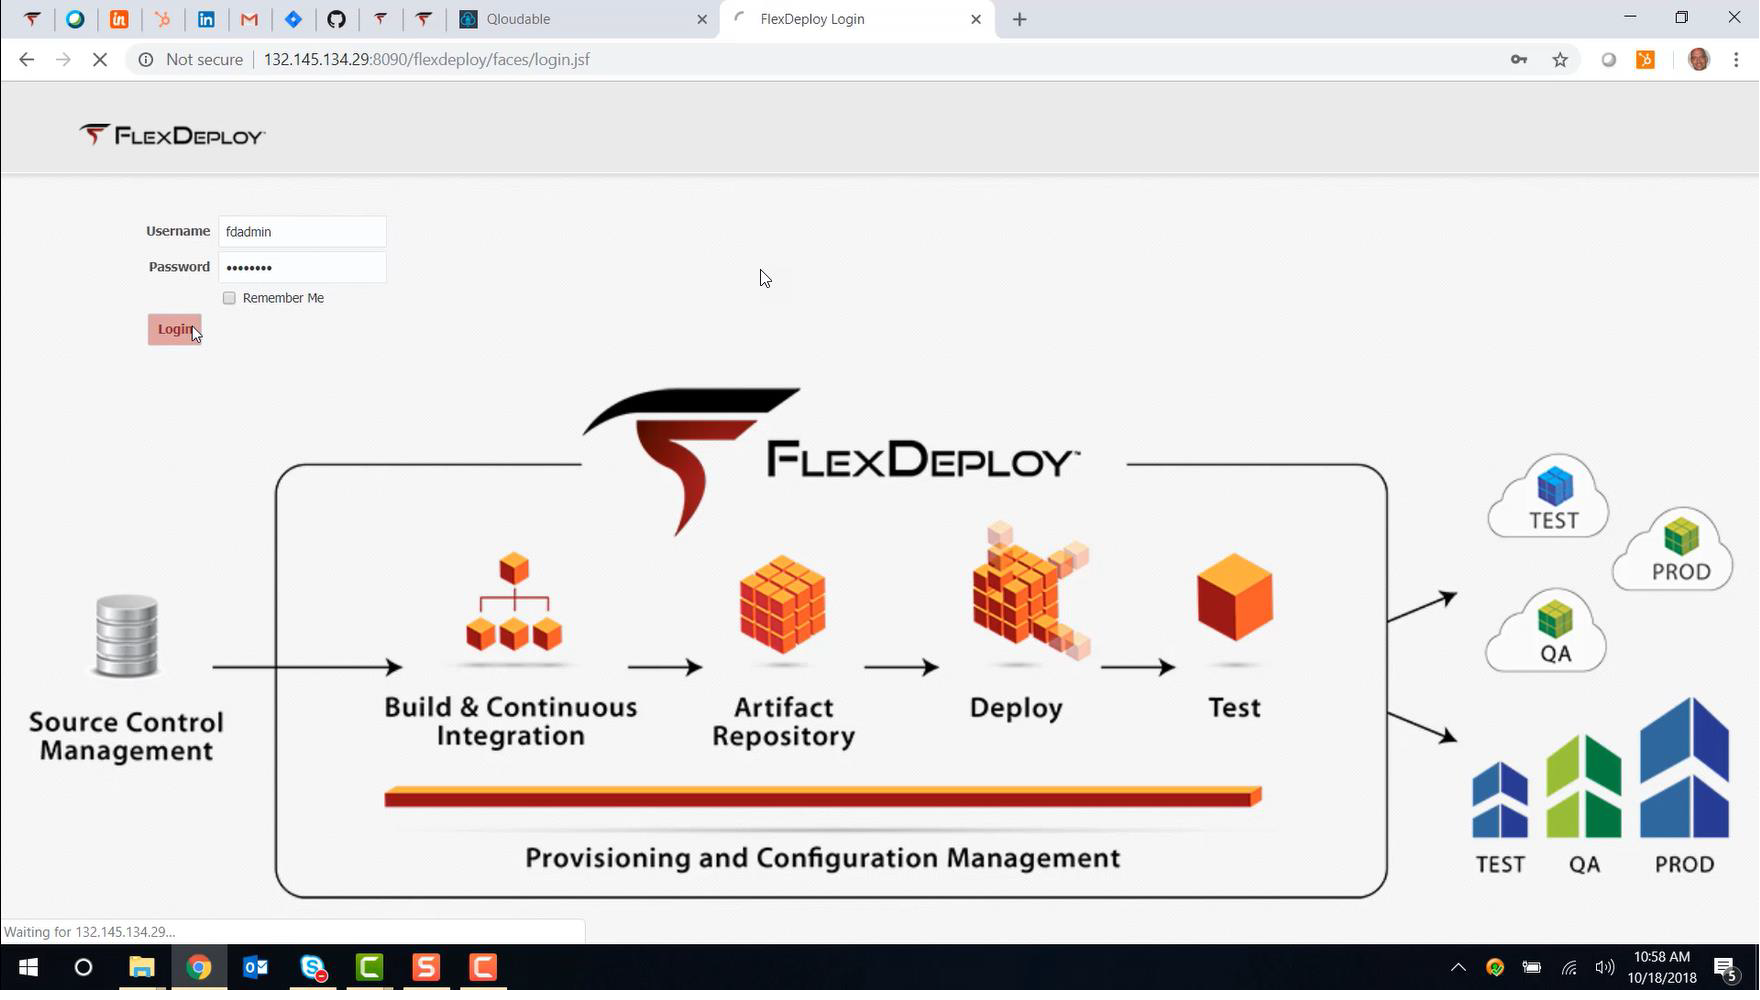 Qloudable
FlexDeploy Login
Not secure
132.145.134.29:8090/flexdeploy/faces/login.jsf
FLEXDEPLOY
Username
fdadmin
Password
••••••••
Remember Me
Login
FLEXDEPLOY™
TEST
PROD
QA
Source Control
Management
Build & Continuous
Integration
Artifact
Repository
Deploy
Test
Provisioning and Configuration Management
TEST
QA
PROD
Waiting for 132.145.134.29...
10:58 AM
10/18/2018
5